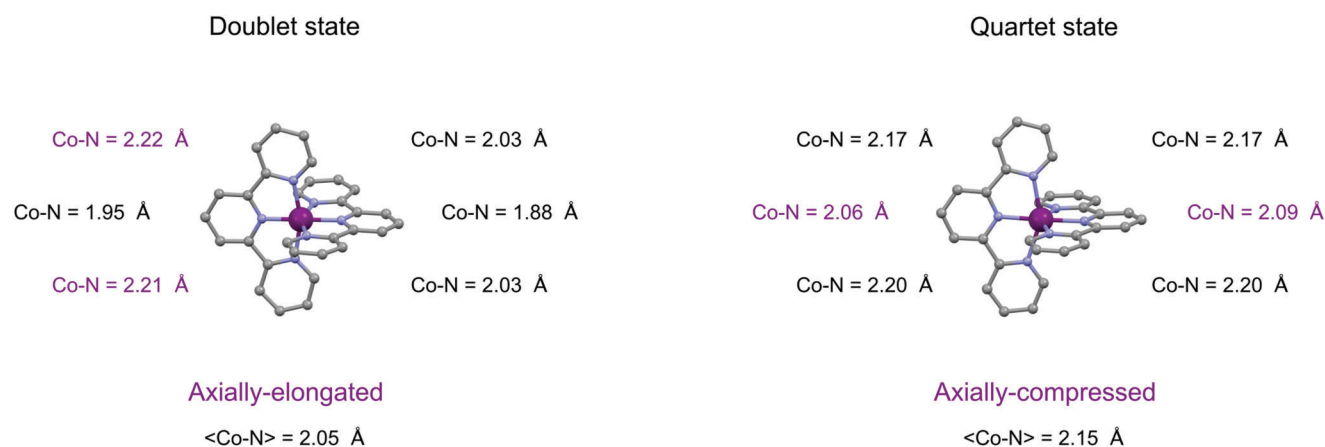 Doublet state
Quartet state
Co-N = 2.22 Å
Co-N = 2.03 Å
Co-N = 2.17 Å
Co-N = 2.17 Å
Co-N = 1.95 Å
Co-N = 1.88 Å
Co-N = 2.06 Å
Co-N = 2.09 Å
Co-N = 2.21 Å
Co-N = 2.03 Å
Co-N = 2.20 Å
Co-N = 2.20 Å
Axially-elongated
Axially-compressed
<Co-N> = 2.05 Å
<Co-N> = 2.15 Å